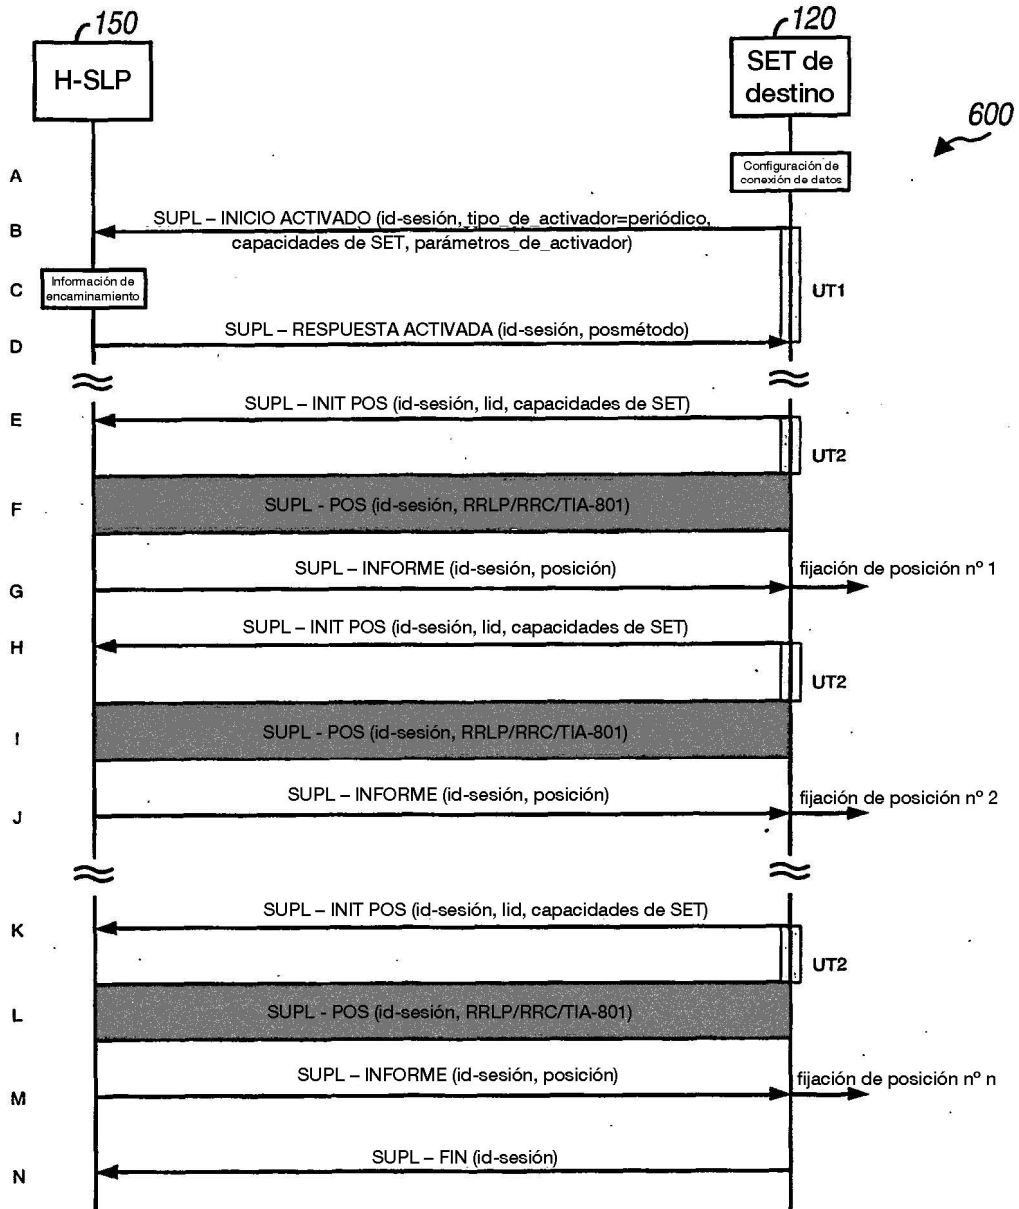 150
H-SLP
120
SET de
destino
600
A
Configuración de
conexión de datos
B
SUPL – INICIO ACTIVADO (id-sesión, tipo_de_activador=periódico,
capacidades de SET, parámetros_de_activador)
C
Información de
encaminamiento
UT1
D
SUPL – RESPUESTA ACTIVADA (id-sesión, posmétodo)
E
SUPL – INIT POS (id-sesión, lid, capacidades de SET)
UT2
F
SUPL - POS (id-sesión, RRLP/RRC/TIA-801)
G
SUPL – INFORME (id-sesión, posición)
fijación de posición nº 1
H
SUPL – INIT POS (id-sesión, lid, capacidades de SET)
UT2
I
SUPL - POS (id-sesión, RRLP/RRC/TIA-801)
J
SUPL – INFORME (id-sesión, posición)
fijación de posición nº 2
K
SUPL – INIT POS (id-sesión, lid, capacidades de SET)
UT2
L
SUPL - POS (id-sesión, RRLP/RRC/TIA-801)
M
SUPL – INFORME (id-sesión, posición)
fijación de posición nº n
N
SUPL – FIN (id-sesión)